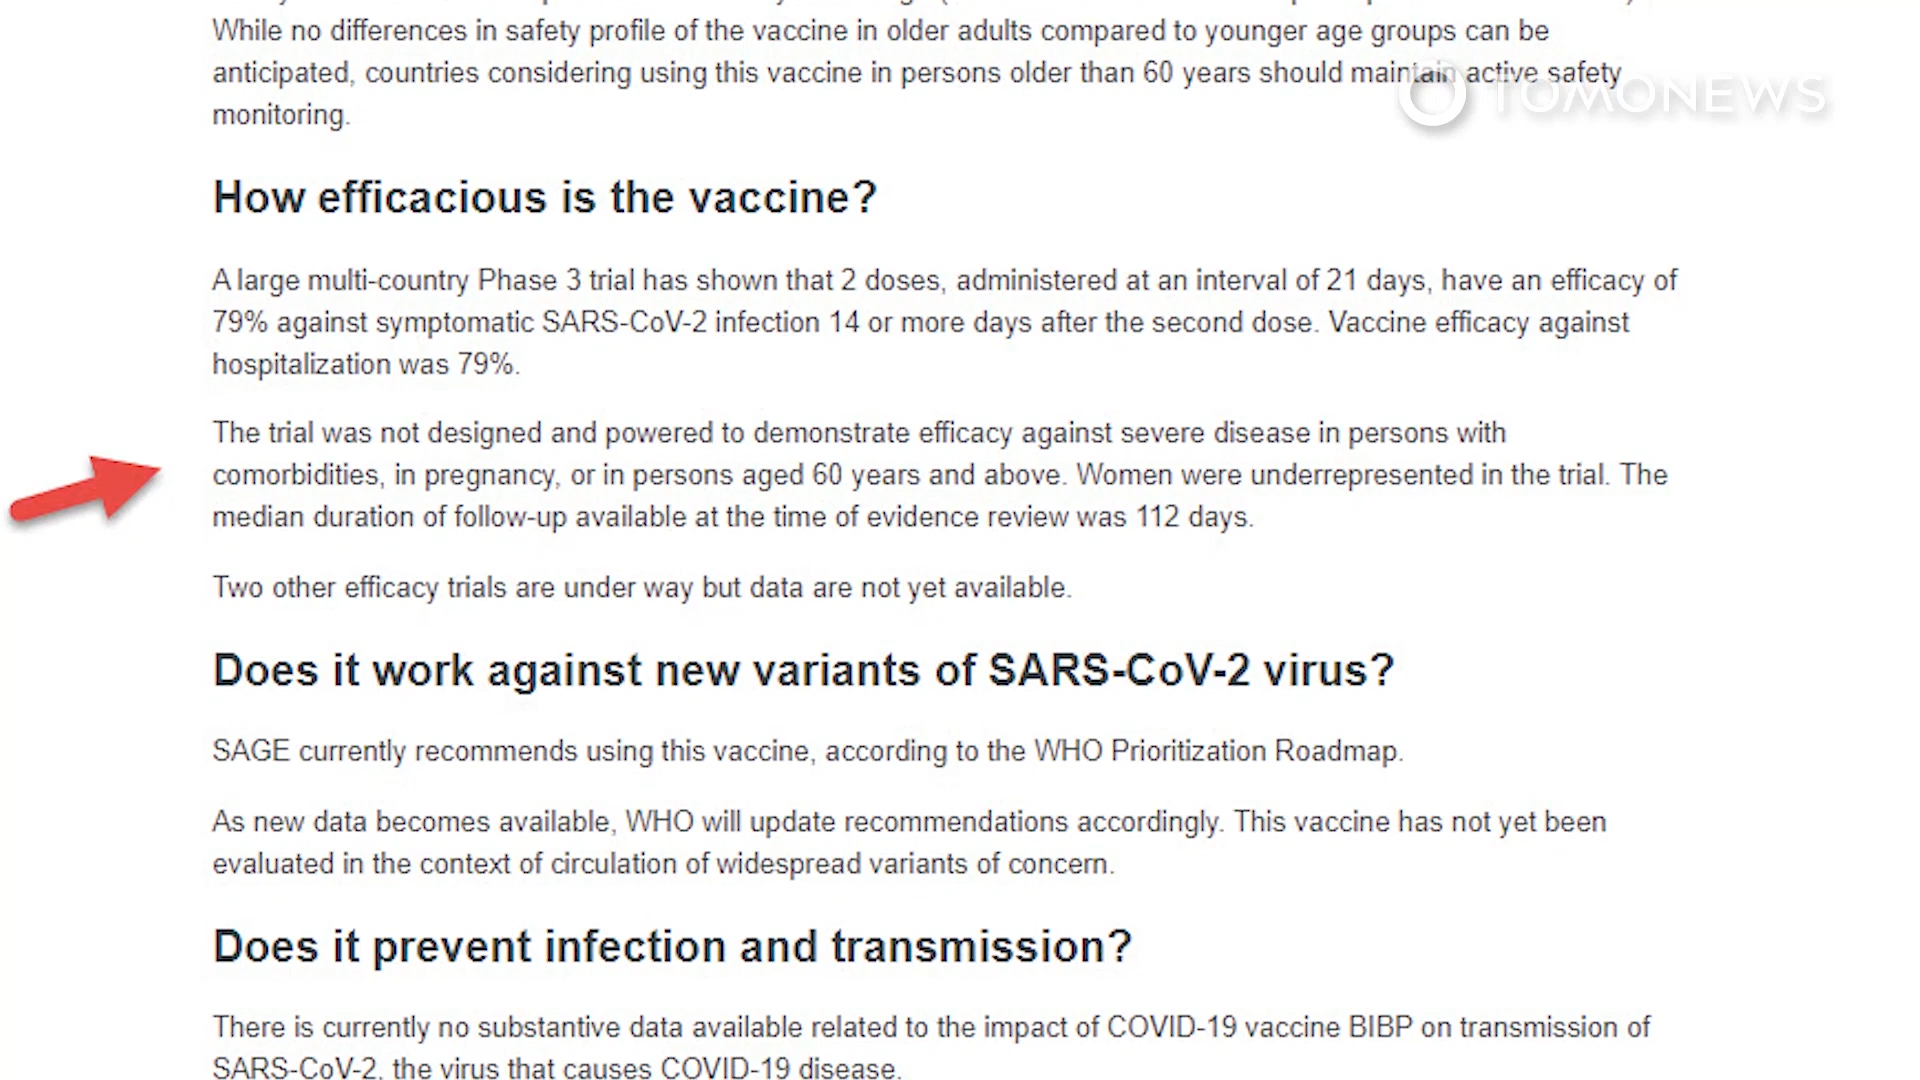 While no differences in safety profile of the vaccine in older adults compared to younger age groups can be
anticipated, countries considering using this vaccine in persons older than 60 years should maintain active safety
monitoring.
TOMONEWS
How efficacious is the vaccine?
A large multi-country Phase 3 trial has shown that 2 doses, administered at an interval of 21 days, have an efficacy of
79% against symptomatic SARS-CoV-2 infection 14 or more days after the second dose. Vaccine efficacy against
hospitalization was 79%.
The trial was not designed and powered to demonstrate efficacy against severe disease in persons with
comorbidities, in pregnancy, or in persons aged 60 years and above. Women were underrepresented in the trial. The
median duration of follow-up available at the time of evidence review was 112 days.
Two other efficacy trials are under way but data are not yet available.
Does it work against new variants of SARS-CoV-2 virus?
SAGE currently recommends using this vaccine, according to the WHO Prioritization Roadmap.
As new data becomes available, WHO will update recommendations accordingly. This vaccine has not yet been
evaluated in the context of circulation of widespread variants of concern.
Does it prevent infection and transmission?
There is currently no substantive data available related to the impact of COVID-19 vaccine BIBP on transmission of
SARS-CoV-2, the virus that causes COVID-19 disease.